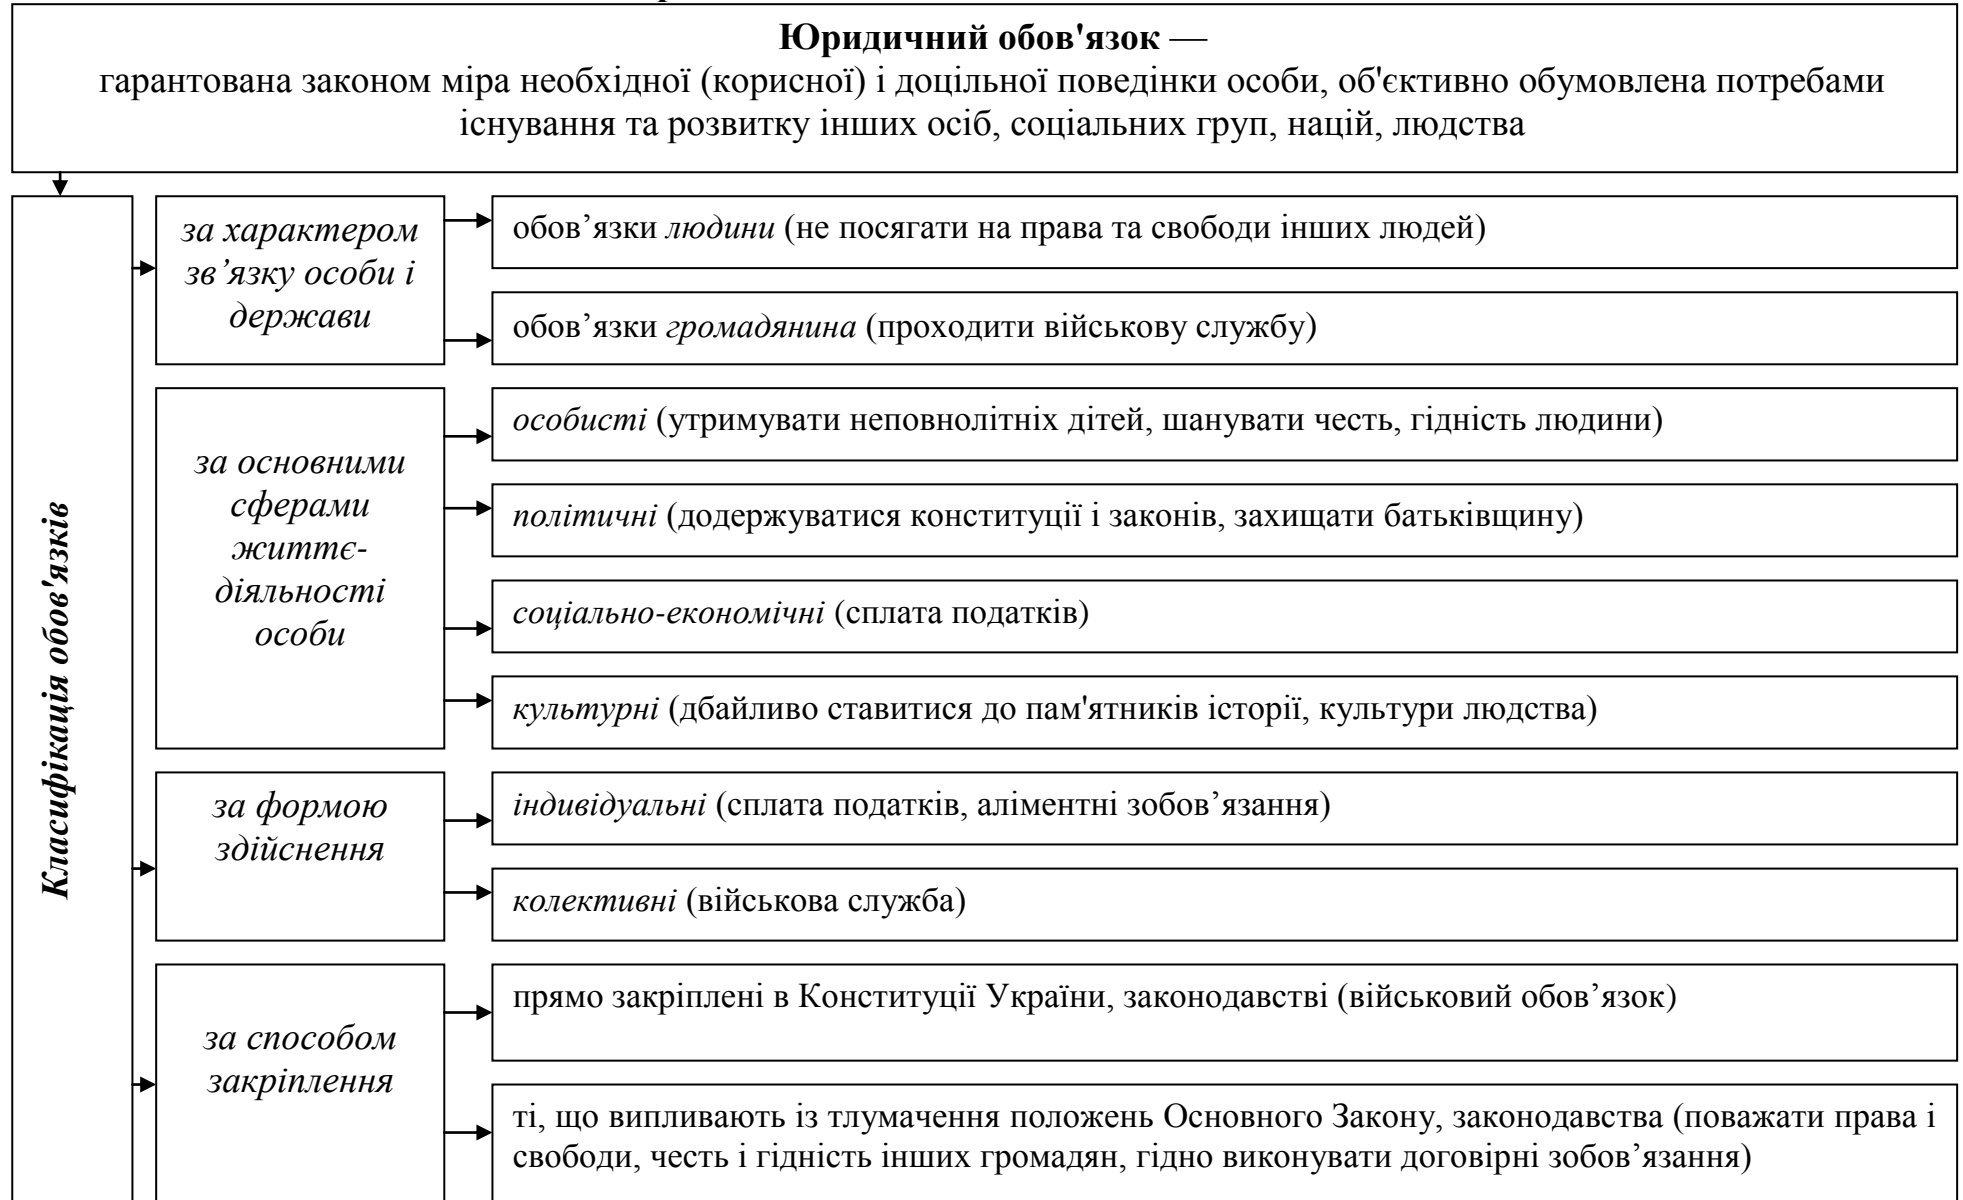 Юридичний обов'язок —
гарантована законом міра необхідної (корисної) і доцільної поведінки особи, об'єктивно обумовлена потребами
існування та розвитку інших осіб, соціальних груп, націй, людства
Класифікація обов'язків
за характером
зв’язку особи і
держави
обов’язки людини (не посягати на права та свободи інших людей)
обов’язки громадянина (проходити військову службу)
за основними
сферами
життє-
діяльності
особи
особисті (утримувати неповнолітніх дітей, шанувати честь, гідність людини)
політичні (додержуватися конституції і законів, захищати батьківщину)
соціально-економічні (сплата податків)
культурні (дбайливо ставитися до пам'ятників історії, культури людства)
за формою
здійснення
індивідуальні (сплата податків, аліментні зобов’язання)
колективні (військова служба)
за способом
закріплення
прямо закріплені в Конституції України, законодавстві (військовий обов’язок)
ті, що випливають із тлумачення положень Основного Закону, законодавства (поважати права і
свободи, честь і гідність інших громадян, гідно виконувати договірні зобов’язання)